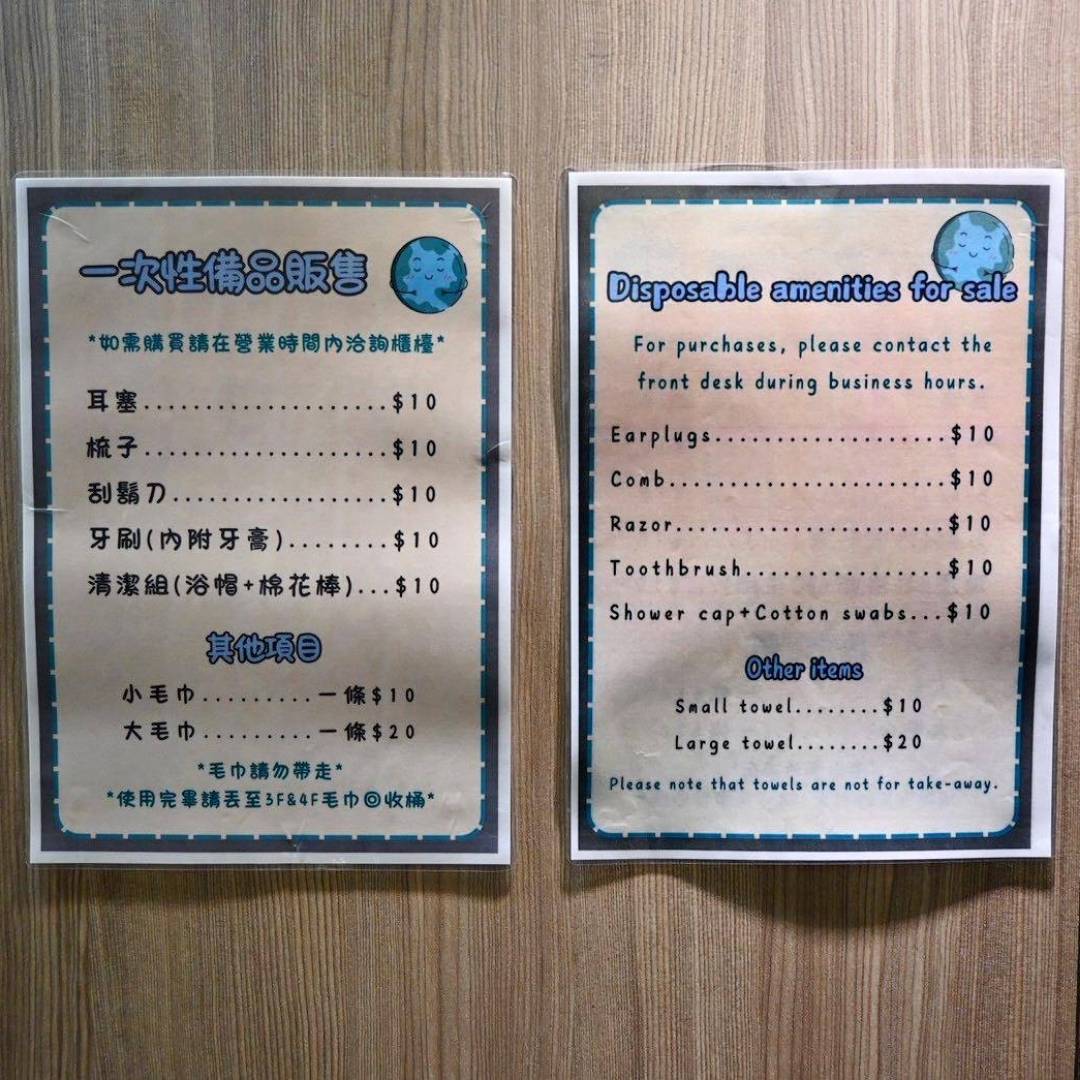 一次性備品販售
*如需購買請在營業時間內洽詢櫃檯*
耳塞....................$10
梳子....................$10
刮鬍刀..................$10
牙刷(內附牙膏)........$10
清潔組(浴帽+棉花棒)...$10
其他項目
小毛巾.........一條$10
大毛巾.........一條$20
*毛巾請勿帶走*
*使用完畢請丟至3F&4F毛巾回收桶*
Disposable amenities for sale
For purchases, please contact the
front desk during business hours.
Earplugs...................$10
Comb.......................$10
Razor......................$10
Toothbrush................$10
Shower cap+Cotton swabs...$10
Other items
Small towel........$10
Large towel........$20
Please note that towels are not for take-away.